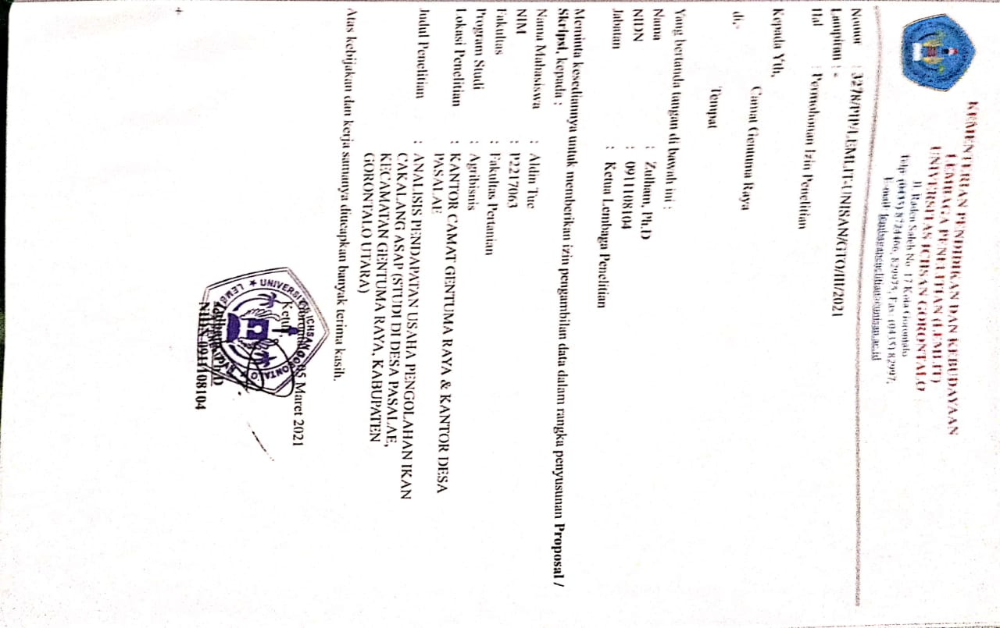 KEMENTERIAN PENDIDIKAN DAN KEBUDAYAAN
LEMBAGA PENELITIAN (LEMLIT)
UNIVERSITAS ICHSAN GORONTALO
Jl. Raden Saleh No. 17 Kota Gorontalo
Telp: (0435) 8724466, 829975, Fax: (0435) 82997;
E-mail: lembagapenelitian@unisan.ac.id
Nomor : 3278/PIP/LEMLIT-UNISAN/GTO/III/2021
Lampiran : -
Hal : Permohonan Izin Penelitian
Kepada Yth,
Camat Gentuma Raya
di,-
Tempat
Yang bertanda tangan di bawah ini :
Nama : Zulham, Ph.D
NIDN : 0911108104
Jabatan : Ketua Lembaga Penelitian
Meminta kesediannya untuk memberikan izin pengambilan data dalam rangka penyusunan Proposal /
Skripsi, kepada :
Nama Mahasiswa : Aldin Tue
NIM : P2217063
Fakultas : Fakultas Pertanian
Program Studi : Agribisnis
Lokasi Penelitian : KANTOR CAMAT GENTUMA RAYA & KANTOR DESA
PASALAE
Judul Penelitian : ANALISIS PENDAPATAN USAHA PENGOLAHAN IKAN
CAKALANG ASAP (STUDI DI DESA PASALAE,
KECAMATAN GENTUMA RAYA, KABUPATEN
GORONTALO UTARA)
Atas kebijakan dan kerja samanya diucapkan banyak terima kasih.
05 Maret 2021
Ketua
UNIVERSITAS ICHSAN GORONTALO
NIDN 0911108104
+